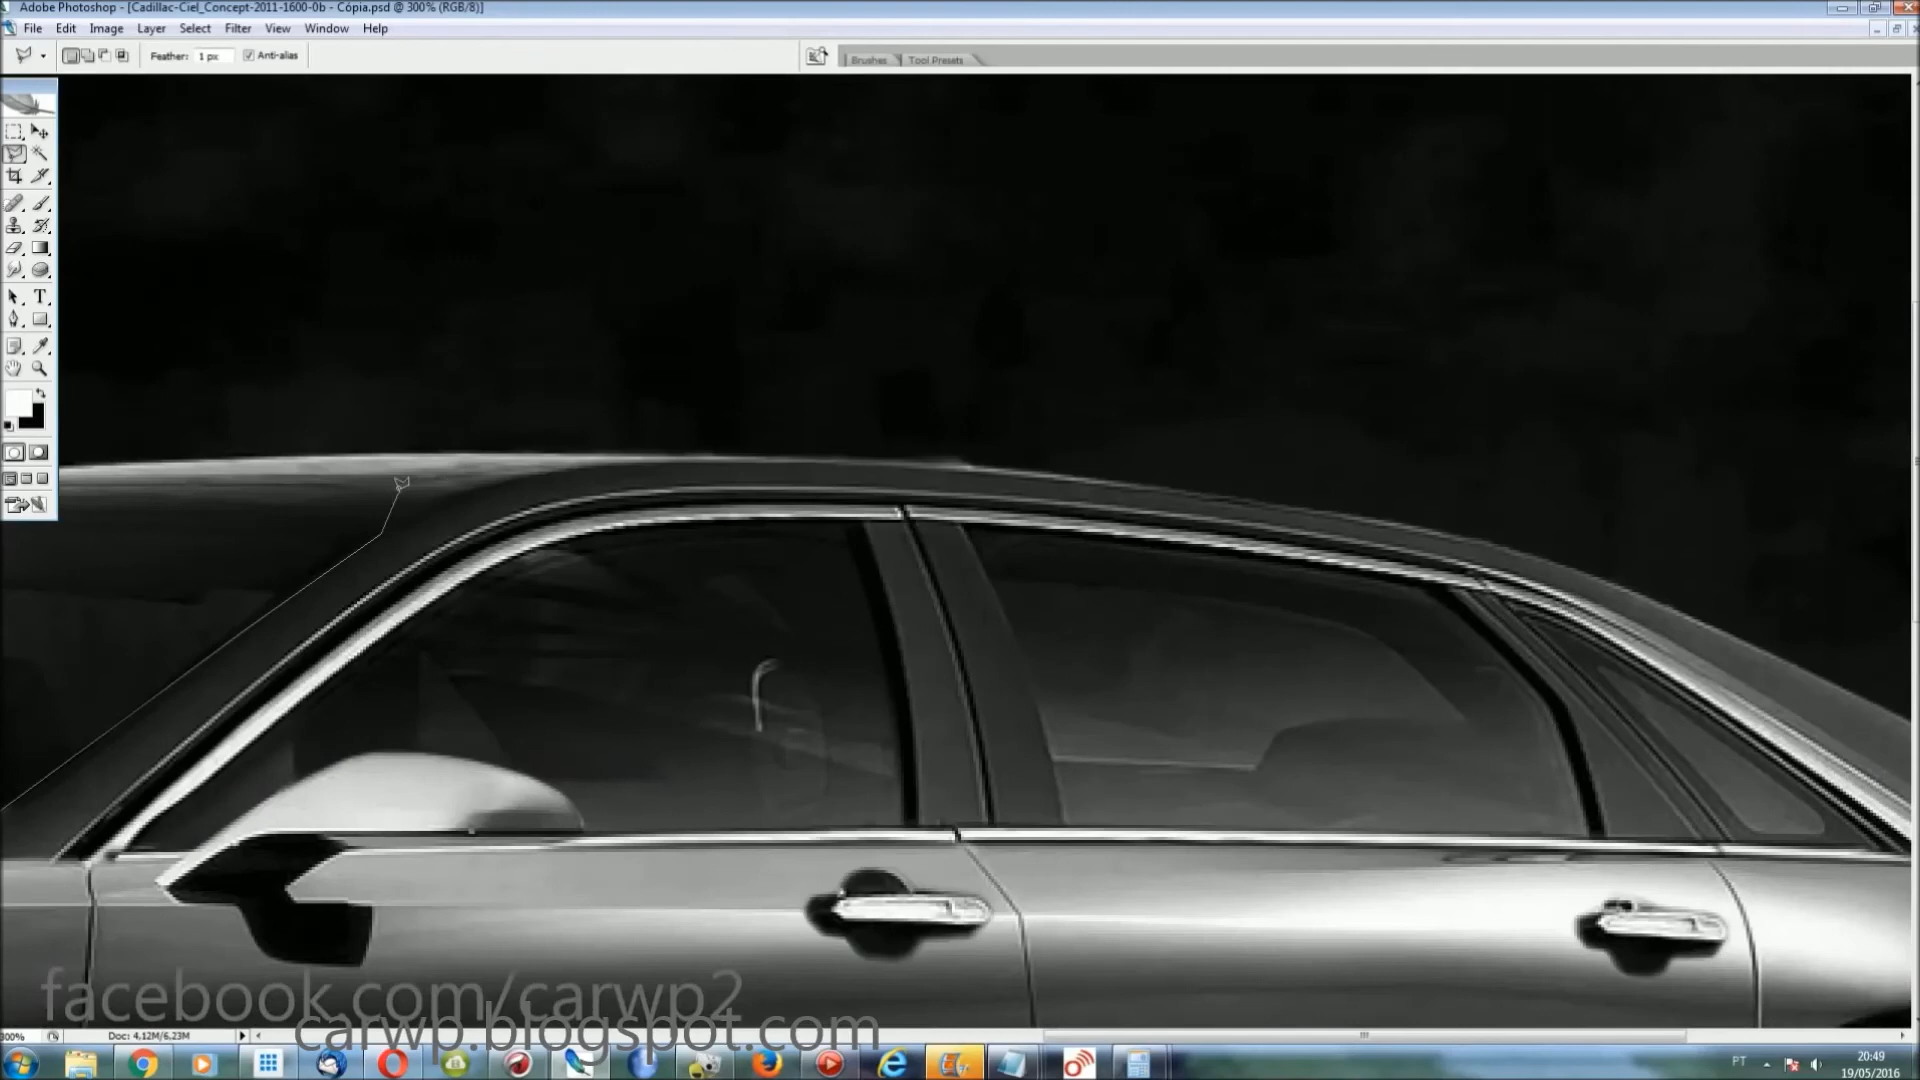 Adobe Photoshop - [Cadillac-Ciel_Concept-2011-1600-0b - Cópia.psd @ 300% (RGB/8)]
File Edit Image Layer Select Filter View Window Help
Feather: 1 px Anti-alias Brushes Tool Presets
T
facebook.com/carwp2
carwp.blogspot.com
300% Doc: 4,12M/6,23M
PT 20:49
19/05/2016